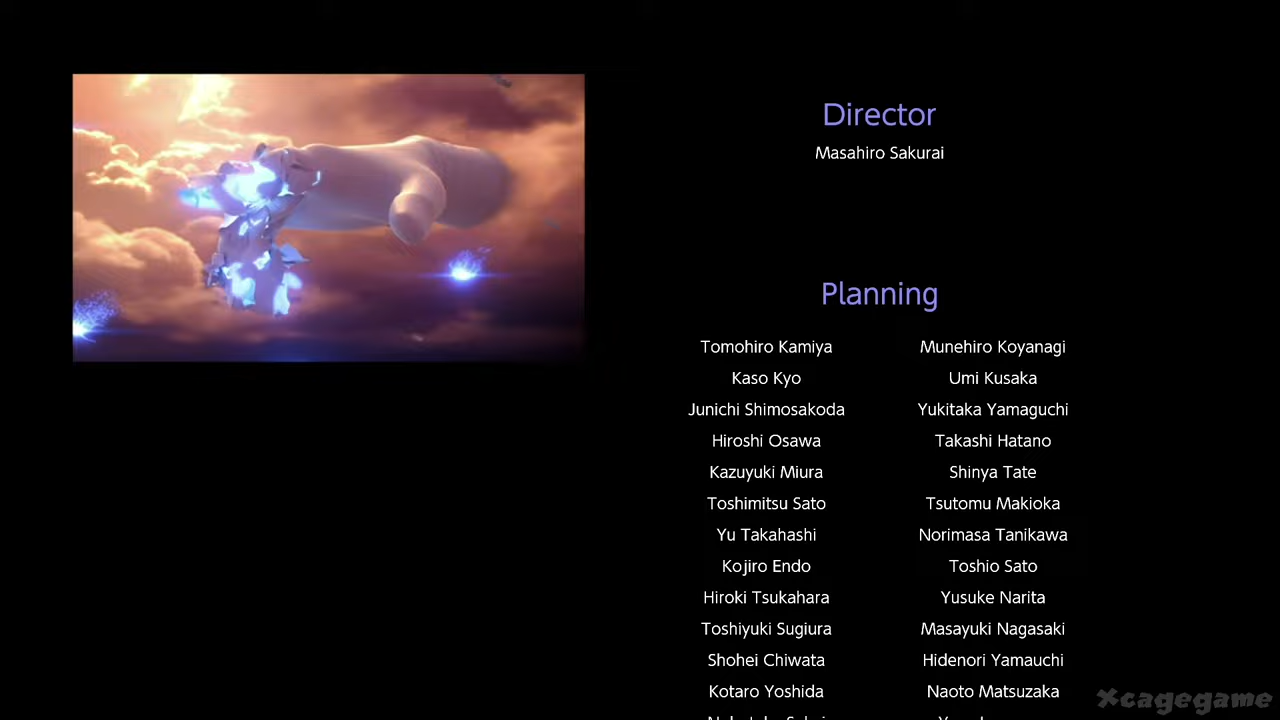 Director
Masahiro Sakurai
Planning
Tomohiro Kamiya Munehiro Koyanagi
Kaso Kyo Umi Kusaka
Junichi Shimosakoda Yukitaka Yamaguchi
Hiroshi Osawa Takashi Hatano
Kazuyuki Miura Shinya Tate
Toshimitsu Sato Tsutomu Makioka
Yu Takahashi Norimasa Tanikawa
Kojiro Endo Toshio Sato
Hiroki Tsukahara Yusuke Narita
Toshiyuki Sugiura Masayuki Nagasaki
Shohei Chiwata Hidenori Yamauchi
Kotaro Yoshida Naoto Matsuzaka
Xcagegame